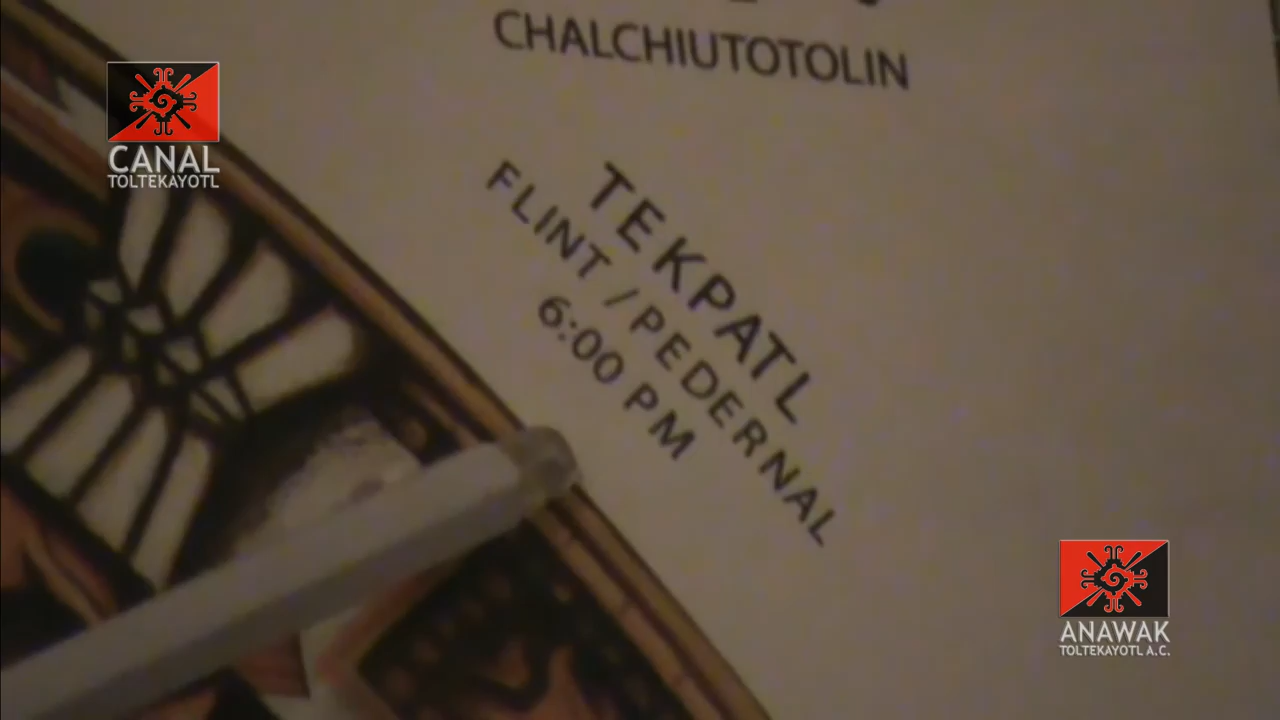 CHALCHIUTOTOLIN
CANAL
TOLTEKAYOTL
TEKPATL
FLINT / PEDERNAL
6:00 PM
ANAWAK
TOLTEKAYOTL A.C.